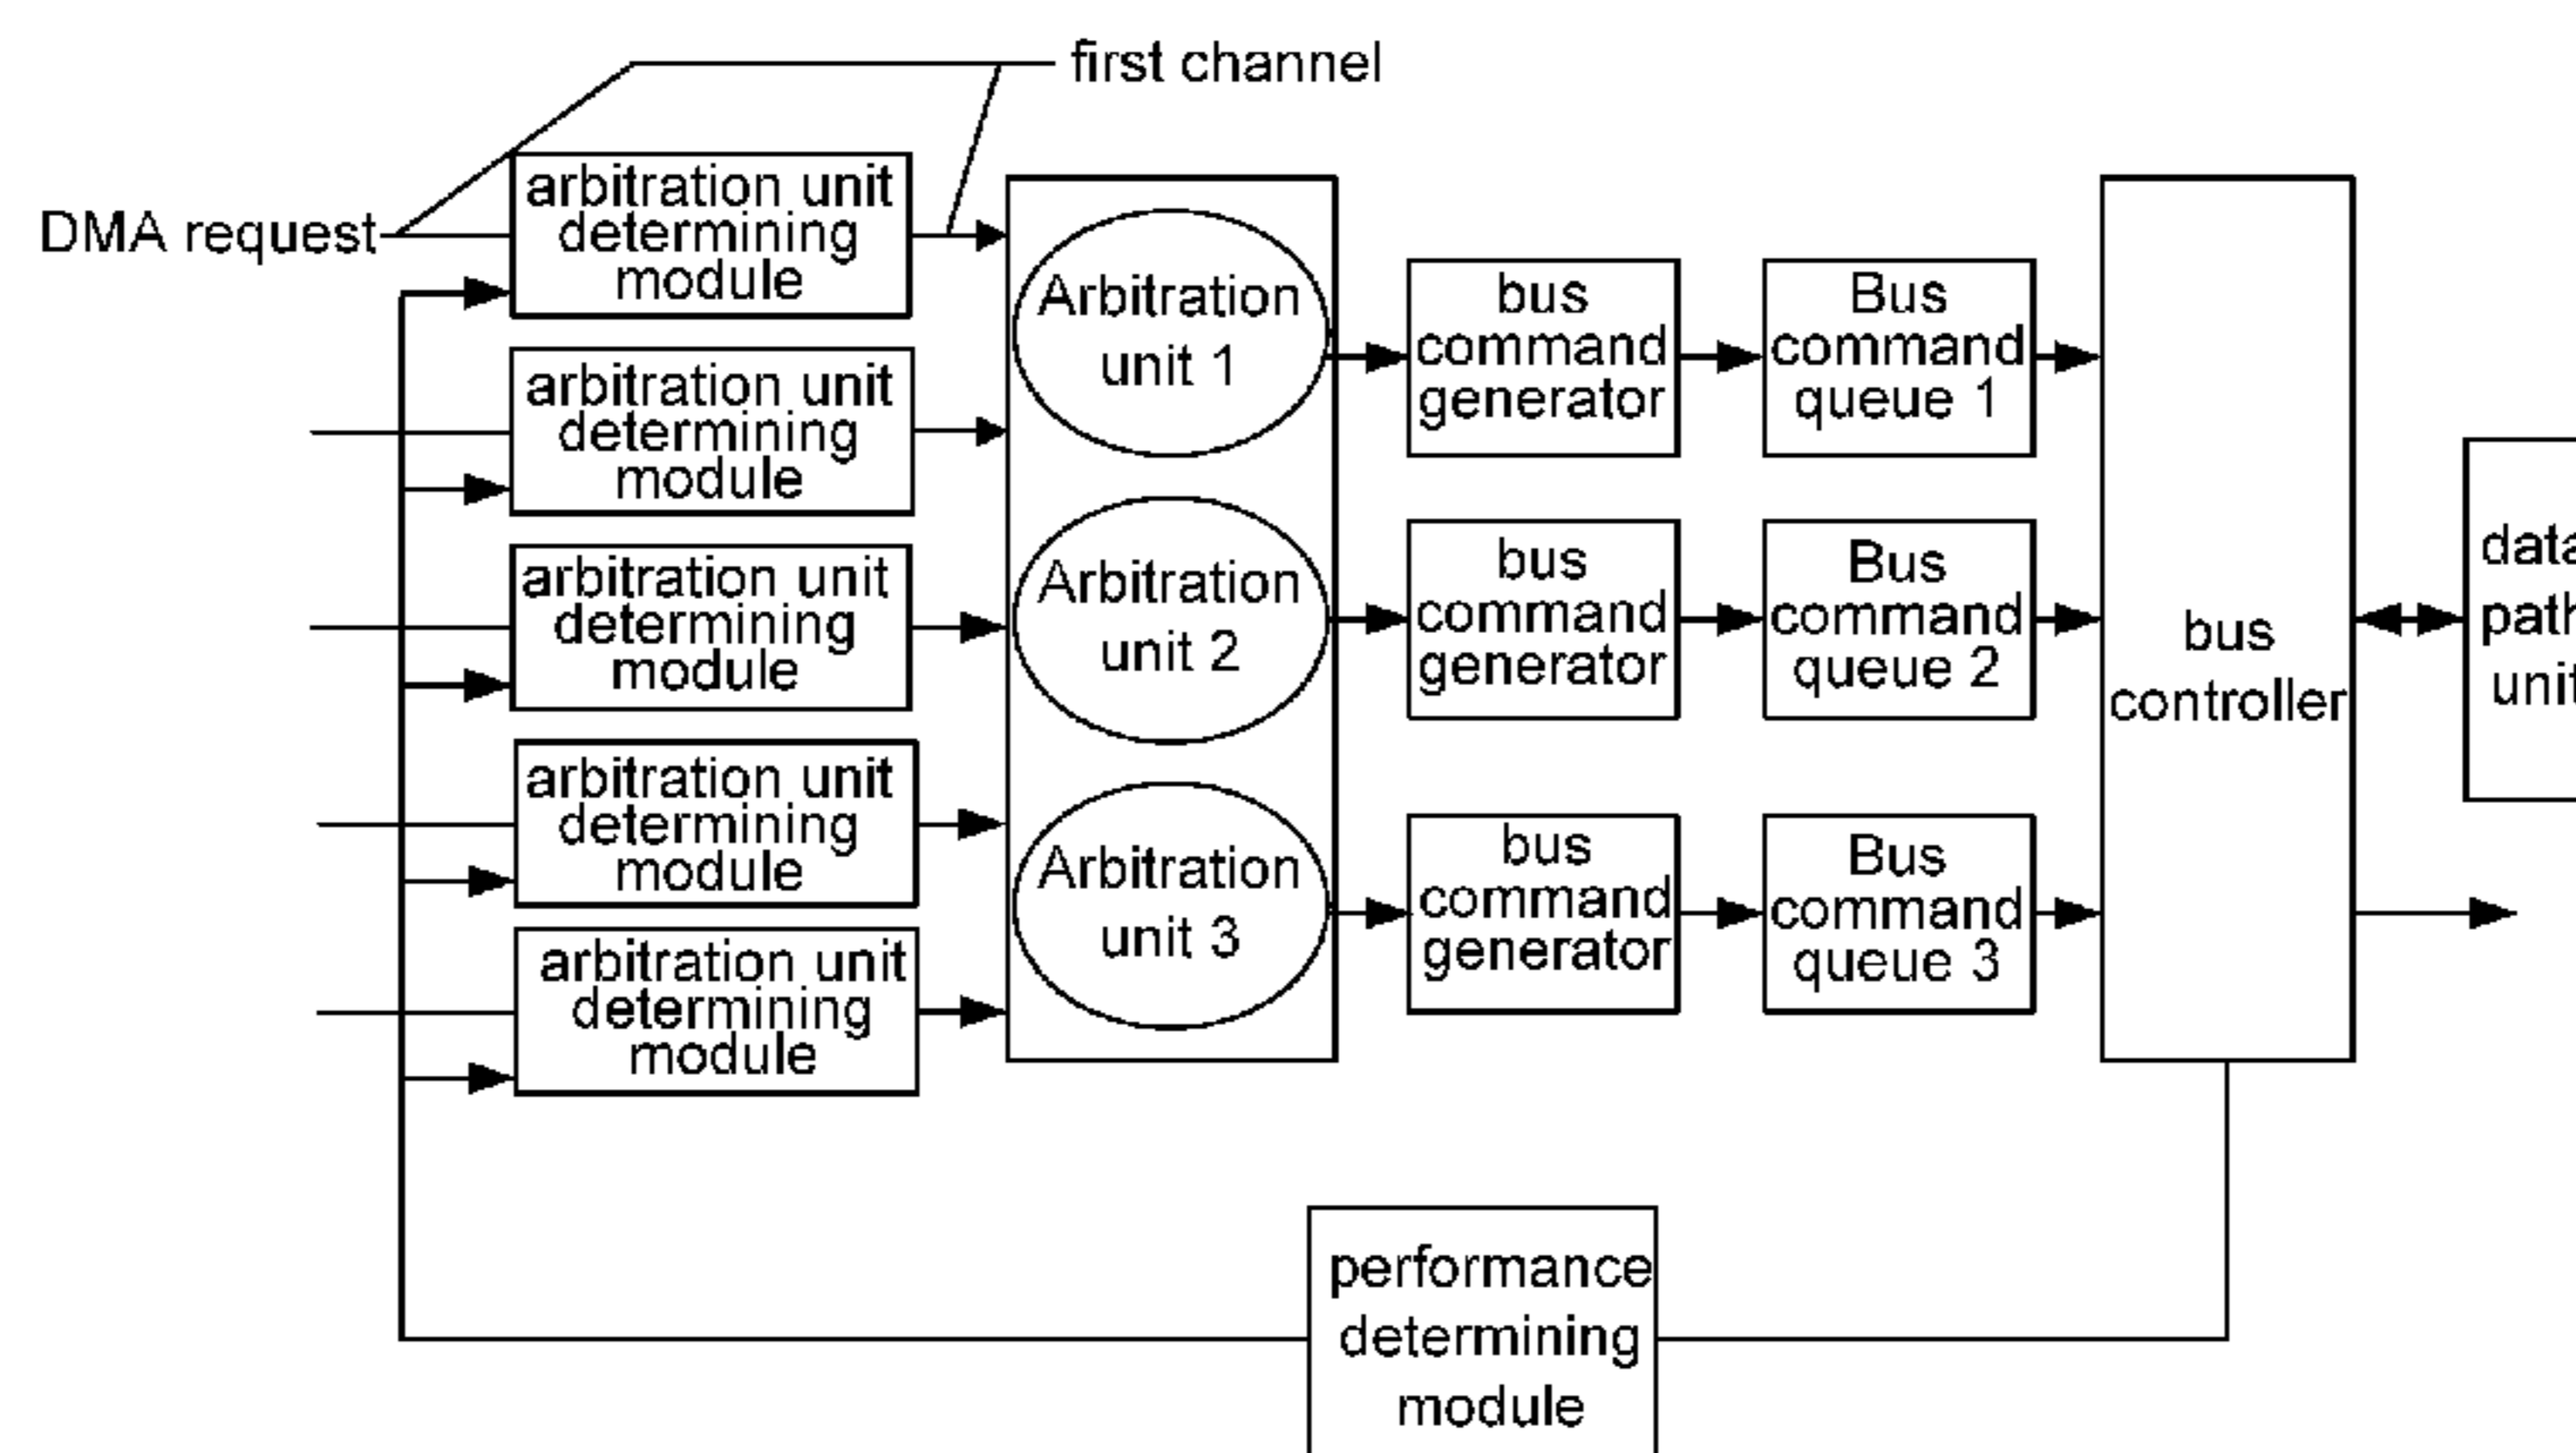 first channel
DMA request
arbitration unit
determining
module
arbitration unit
determining
module
arbitration unit
determining
module
arbitration unit
determining
module
arbitration unit
determining
module
Arbitration
unit 1
Arbitration
unit 2
Arbitration
unit 3
bus
command
generator
bus
command
generator
bus
command
generator
Bus
command
queue 1
Bus
command
queue 2
Bus
command
queue 3
bus
controller
data
path
unit
performance
determining
module